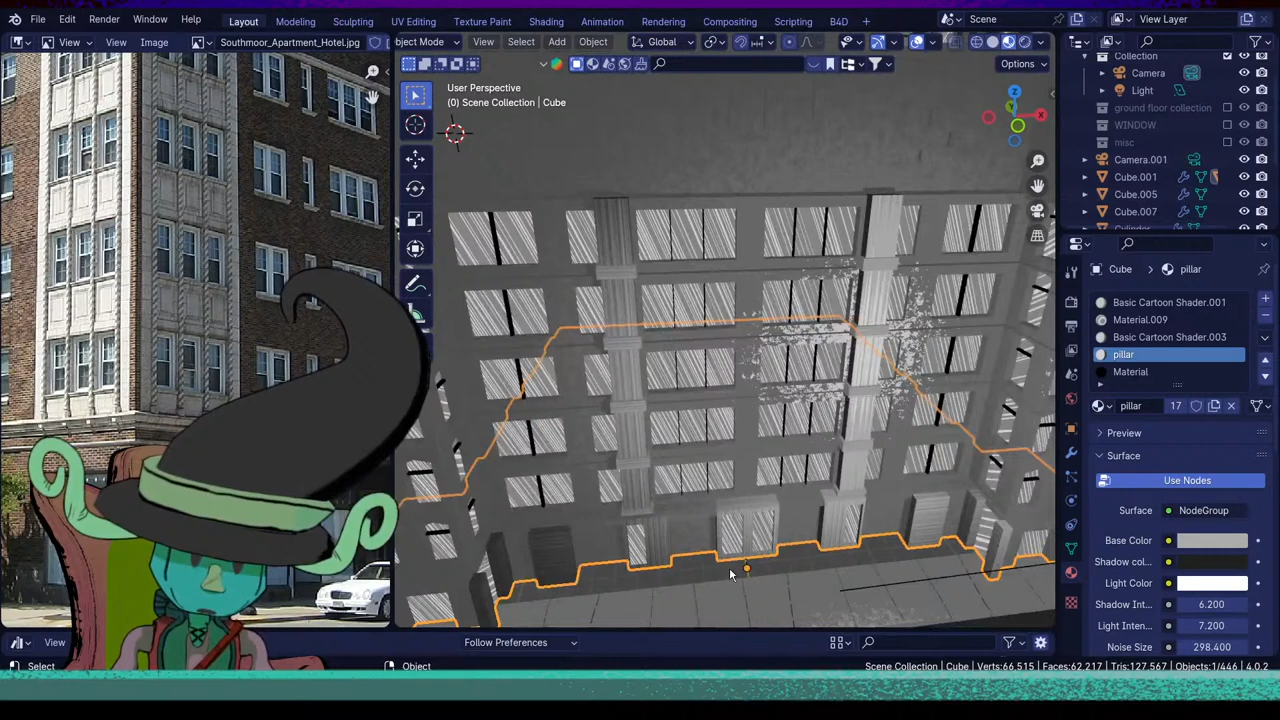 File Edit Render Window Help
Layout Modeling Sculpting UV Editing Texture Paint Shading Animation Rendering Compositing Scripting B4D +
Scene
View Layer
View View Image Southmoor_Apartment_Hotel.jpg
bject Mode View Select Add Object Global
Options
User Perspective
(0) Scene Collection | Cube
Z
X
Y
Collection
Camera
Light
ground floor collection
WINDOW
misc
Camera.001
Cube.001
Cube.005
Cube.007
Cube pillar
Basic Cartoon Shader.001
Material.009
Basic Cartoon Shader.003
pillar
Material
pillar 17
Preview
Surface
Use Nodes
Surface NodeGroup
Base Color
Shadow col..
Light Color
Shadow Int... 6.200
Light Inten... 7.200
Noise Size 298.400
View Follow Preferences
Select Object
Scene Collection | Cube Verts:66,515 Faces:62,217 Tris:127,567 Objects:1/446 4.0.2